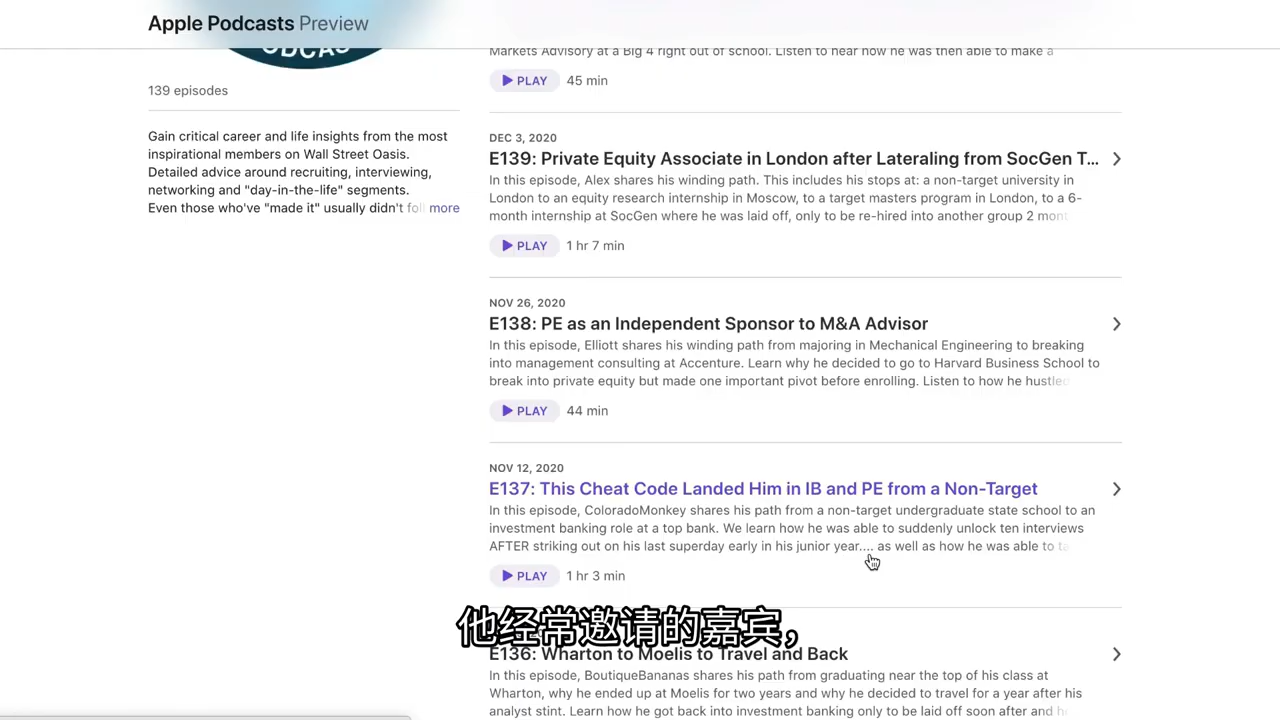 Apple Podcasts Preview
ODCAS
139 episodes
Gain critical career and life insights from the most
inspirational members on Wall Street Oasis.
Detailed advice around recruiting, interviewing,
networking and "day-in-the-life" segments.
Even those who've "made it" usually didn't fol more
Markets Advisory at a Big 4 right out of school. Listen to hear how he was then able to make a
PLAY 45 min
DEC 3, 2020
E139: Private Equity Associate in London after Lateraling from SocGen T...
In this episode, Alex shares his winding path. This includes his stops at: a non-target university in
London to an equity research internship in Moscow, to a target masters program in London, to a 6-
month internship at SocGen where he was laid off, only to be re-hired into another group 2 mont
PLAY 1 hr 7 min
NOV 26, 2020
E138: PE as an Independent Sponsor to M&A Advisor
In this episode, Elliott shares his winding path from majoring in Mechanical Engineering to breaking
into management consulting at Accenture. Learn why he decided to go to Harvard Business School to
break into private equity but made one important pivot before enrolling. Listen to how he hustled
PLAY 44 min
NOV 12, 2020
E137: This Cheat Code Landed Him in IB and PE from a Non-Target
In this episode, ColoradoMonkey shares his path from a non-target undergraduate state school to an
investment banking role at a top bank. We learn how he was able to suddenly unlock ten interviews
AFTER striking out on his last superday early in his junior year.... as well as how he was able to ta
PLAY 1 hr 3 min
他经常邀请的嘉宾，
E136: Wharton to Moelis to Travel and Back
In this episode, BoutiqueBananas shares his path from graduating near the top of his class at
Wharton, why he ended up at Moelis for two years and why he decided to travel for a year after his
analyst stint. Learn how he got back into investment banking only to be laid off soon after and h